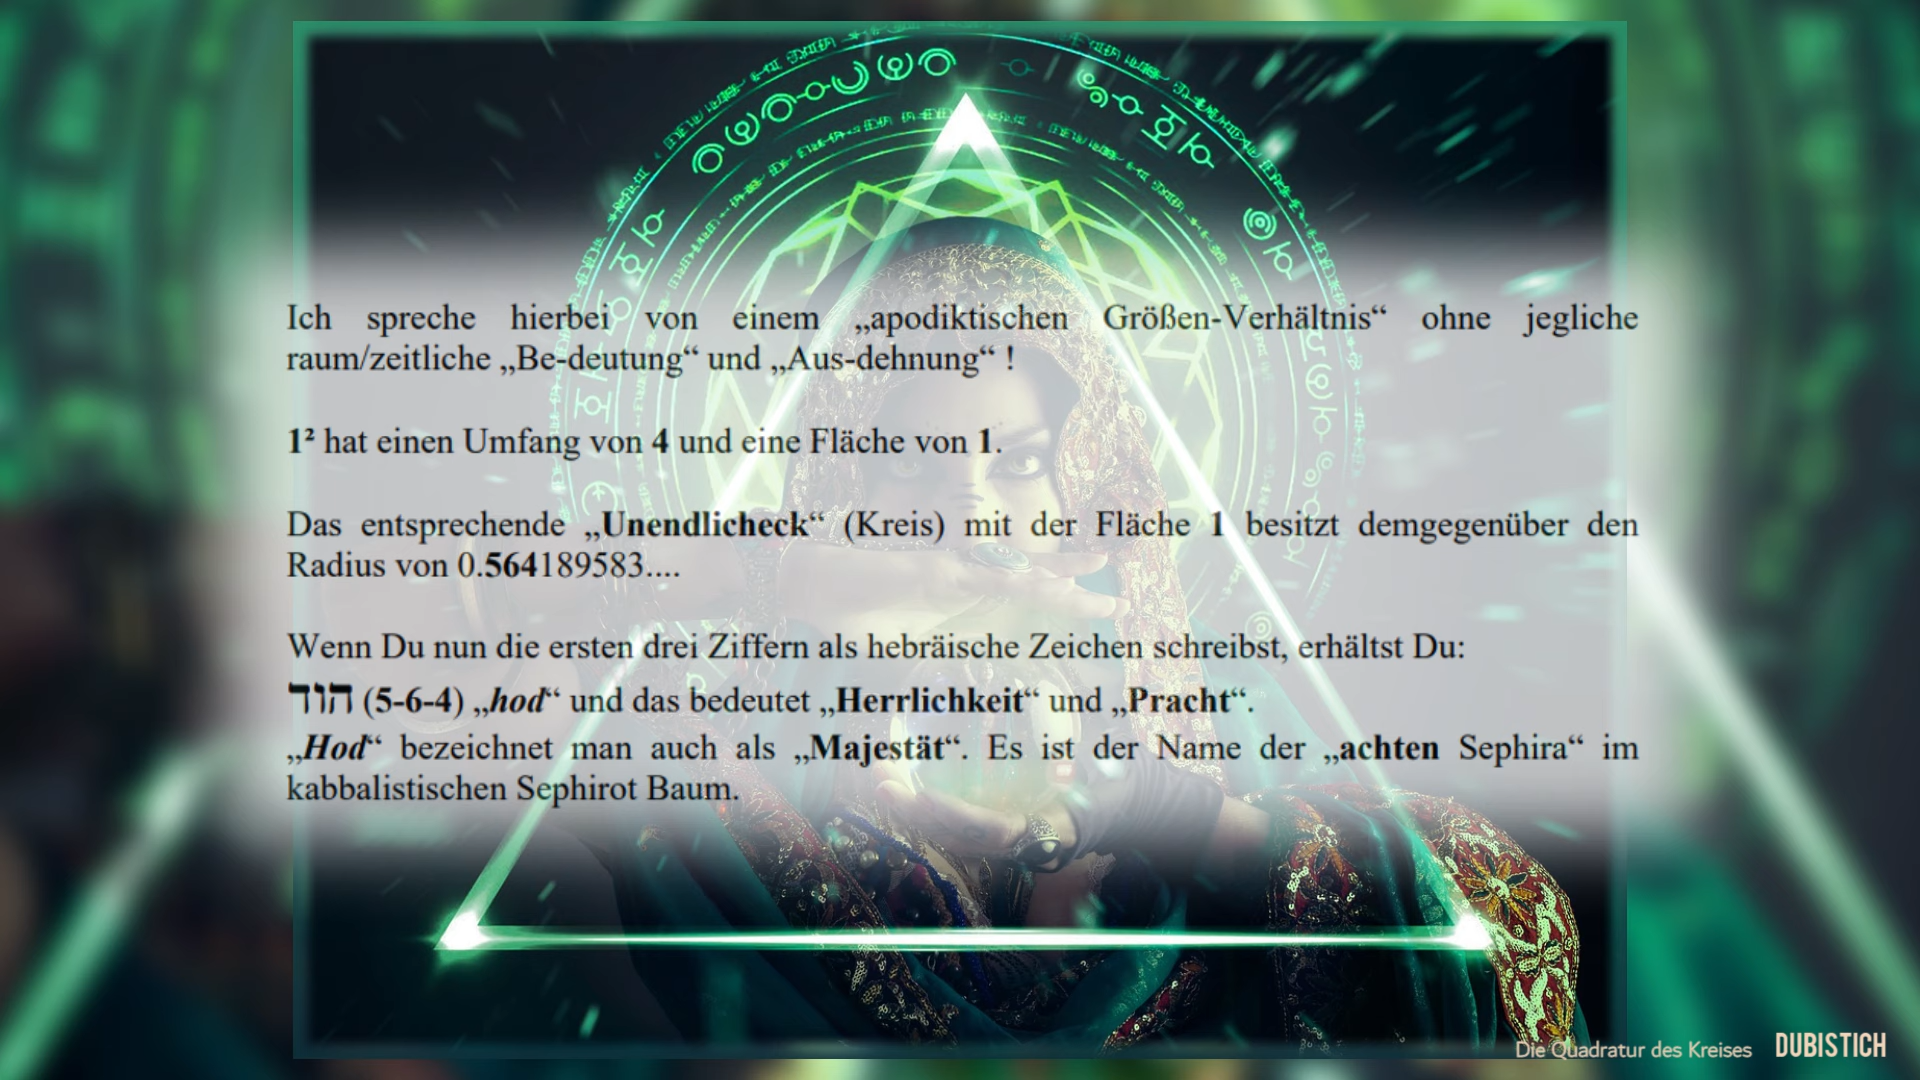 Ich spreche hierbei von einem „apodiktischen Größen-Verhältnis“ ohne jegliche
raum/zeitliche „Be-deutung“ und „Aus-dehnung“ !
1² hat einen Umfang von 4 und eine Fläche von 1.
Das entsprechende „Unendlicheck“ (Kreis) mit der Fläche 1 besitzt demgegenüber den
Radius von 0.564189583....
Wenn Du nun die ersten drei Ziffern als hebräische Zeichen schreibst, erhältst Du:
הוד (5-6-4) „hod“ und das bedeutet „Herrlichkeit“ und „Pracht“.
„Hod“ bezeichnet man auch als „Majestät“. Es ist der Name der „achten Sephira“ im
kabbalistischen Sephirot Baum.
Die Quadratur des Kreises DUBISTICH